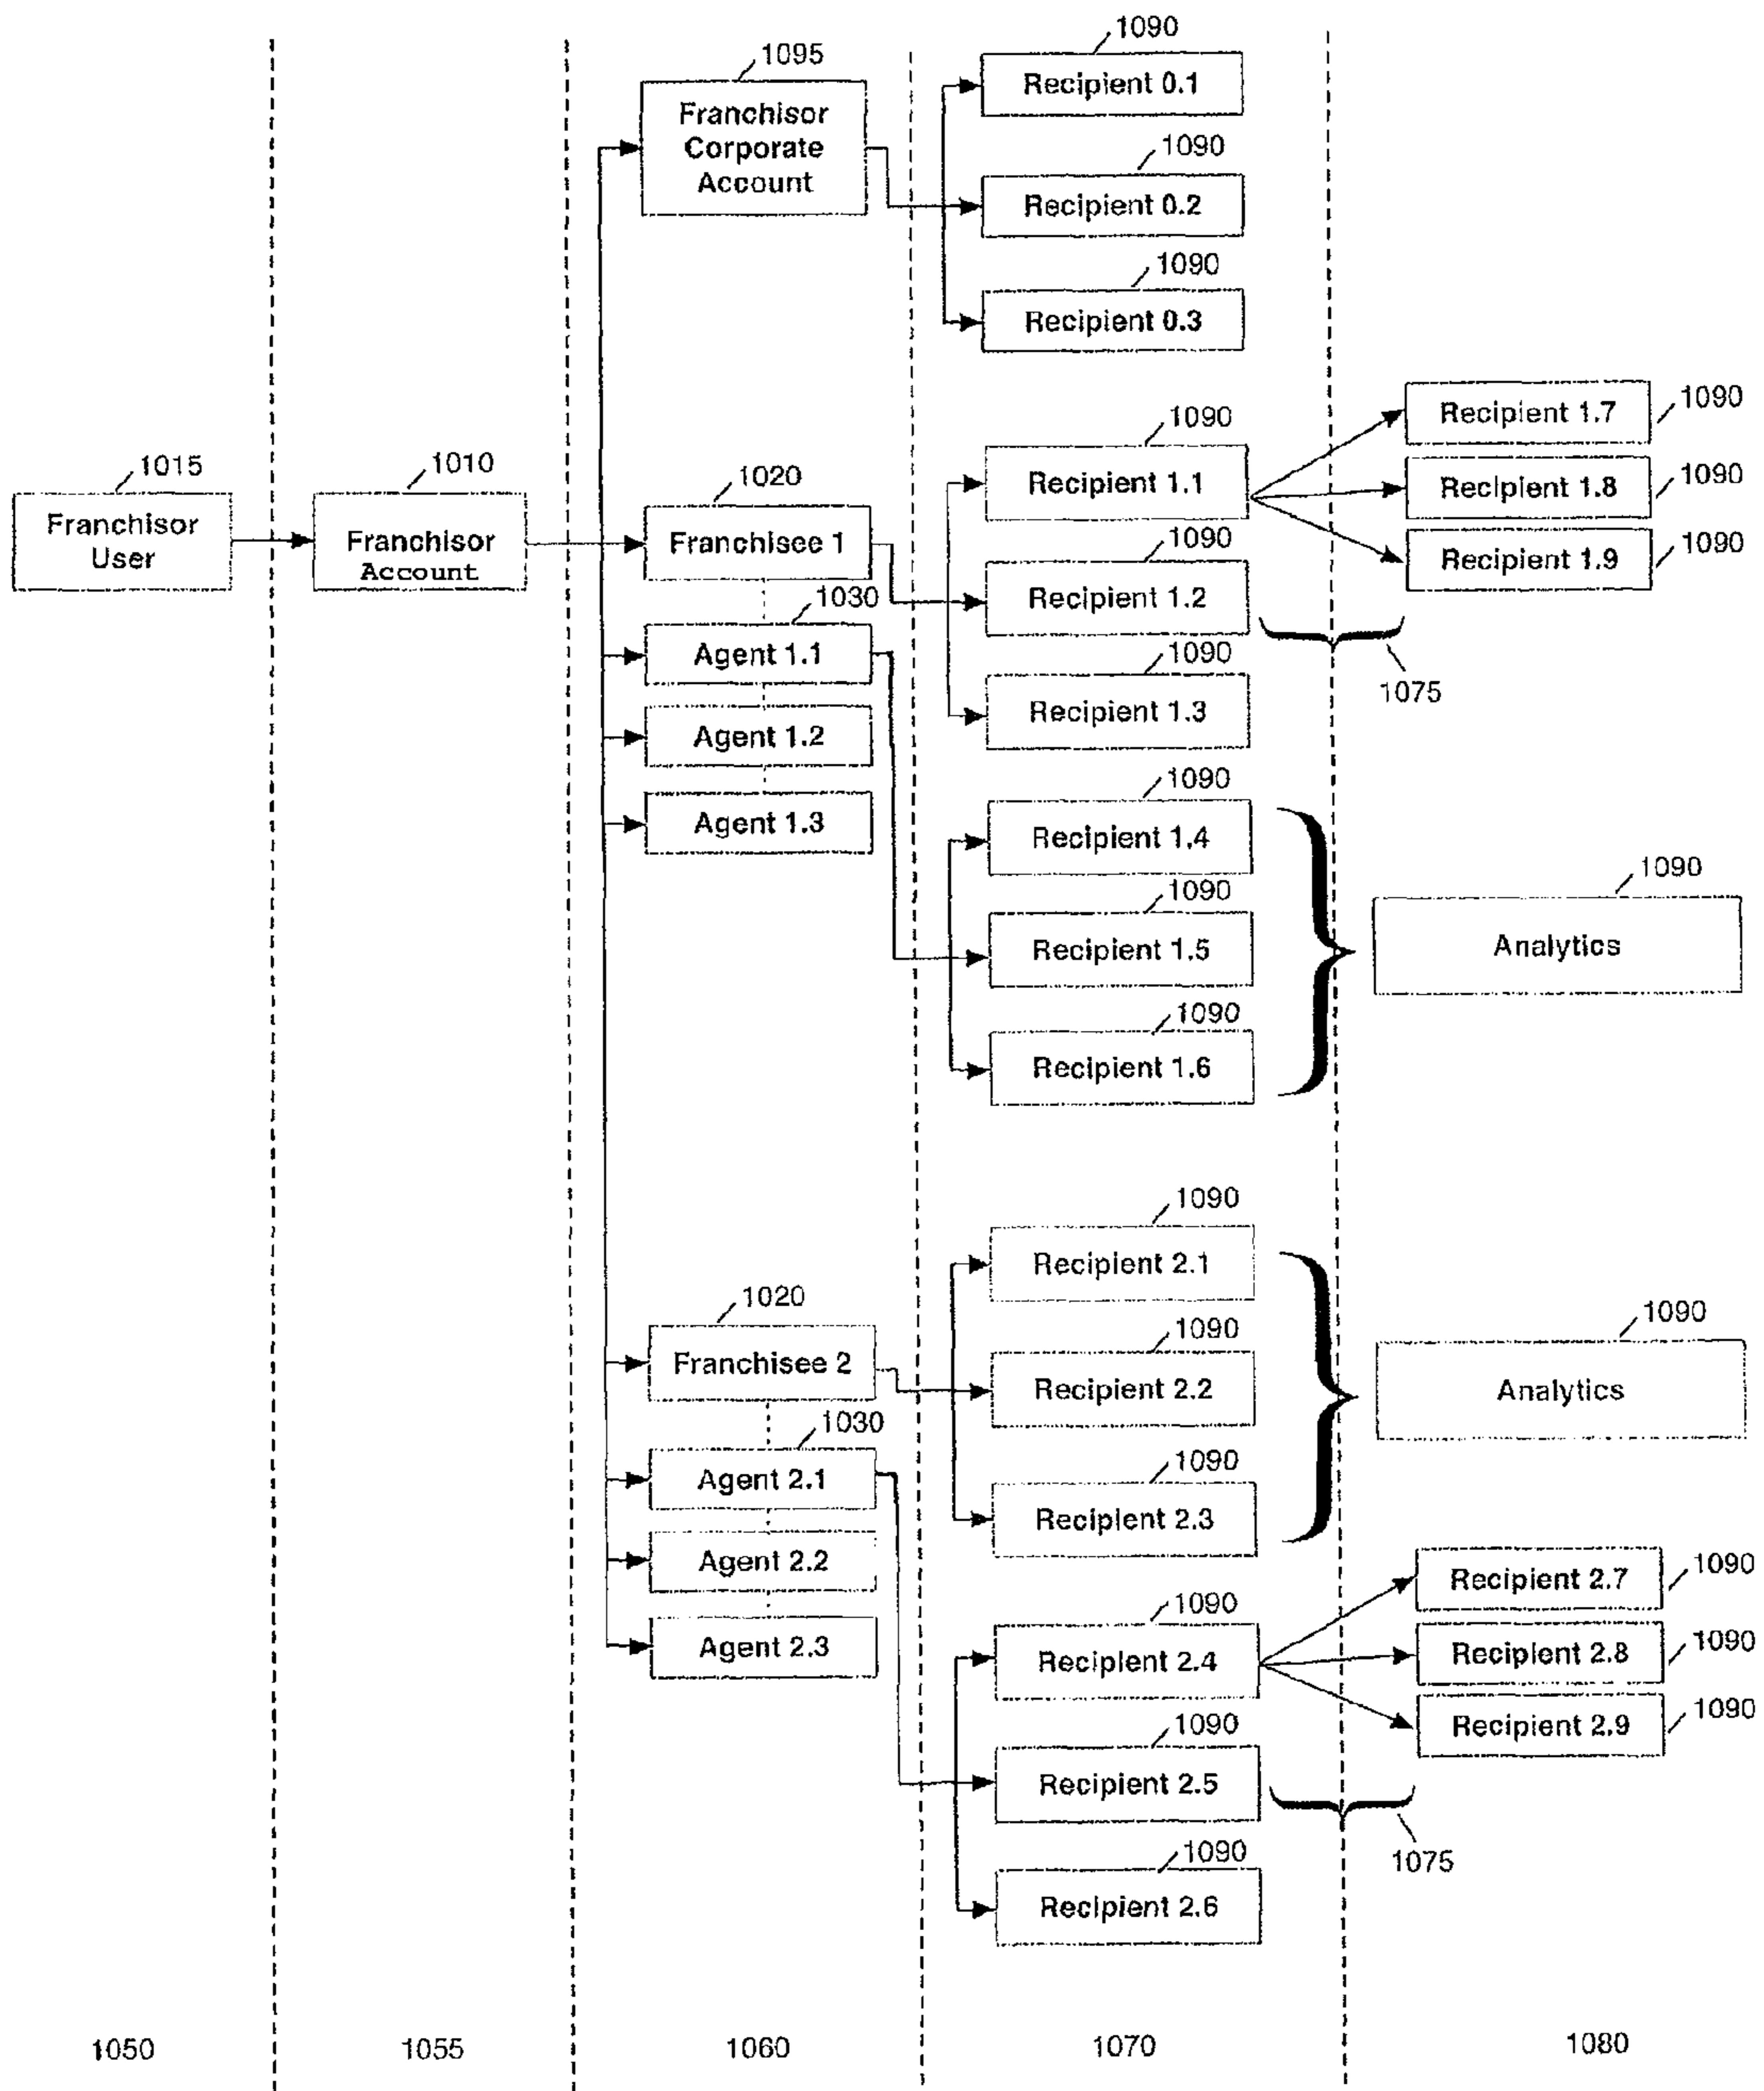 1090
1095
Recipient 0.1
Franchisor
Corporate
Account
1090
Recipient 0.2
1090
Recipient 0.3
1090
Recipient 1.7
1090
1015
1010
1020
1090
Recipient 1.1
Recipient 1.8
1090
Franchisor
User
Franchisor
Account
Franchisee 1
1090
Recipient 1.9
1090
1030
Recipient 1.2
Agent 1.1
1090
1075
Agent 1.2
Recipient 1.3
1090
Agent 1.3
Recipient 1.4
1090
1090
Recipient 1.5
Analytics
1090
Recipient 1.6
1090
Recipient 2.1
1020
1090
1090
Franchisee 2
Recipient 2.2
Analytics
1030
Agent 2.1
1090
Recipient 2.3
Agent 2.2
Recipient 2.7
1090
1090
Agent 2.3
Recipient 2.4
Recipient 2.8
1090
1090
Recipient 2.9
1090
Recipient 2.5
1090
1075
Recipient 2.6
1050
1055
1060
1070
1080